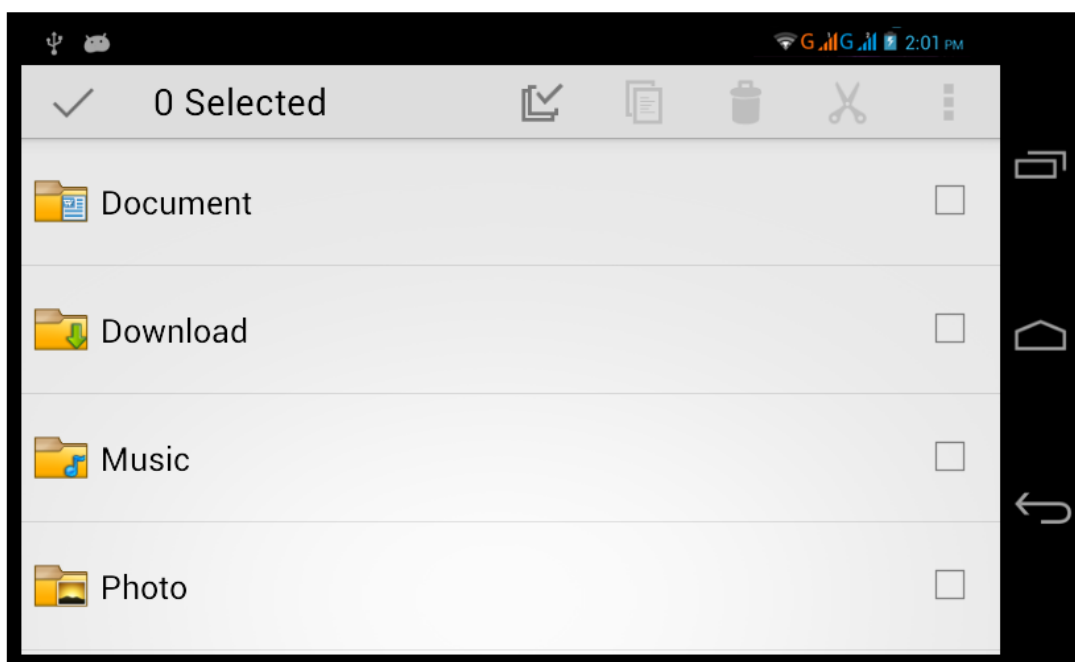 G G 2:01 PM
0 Selected
Document
Download
Music
Photo